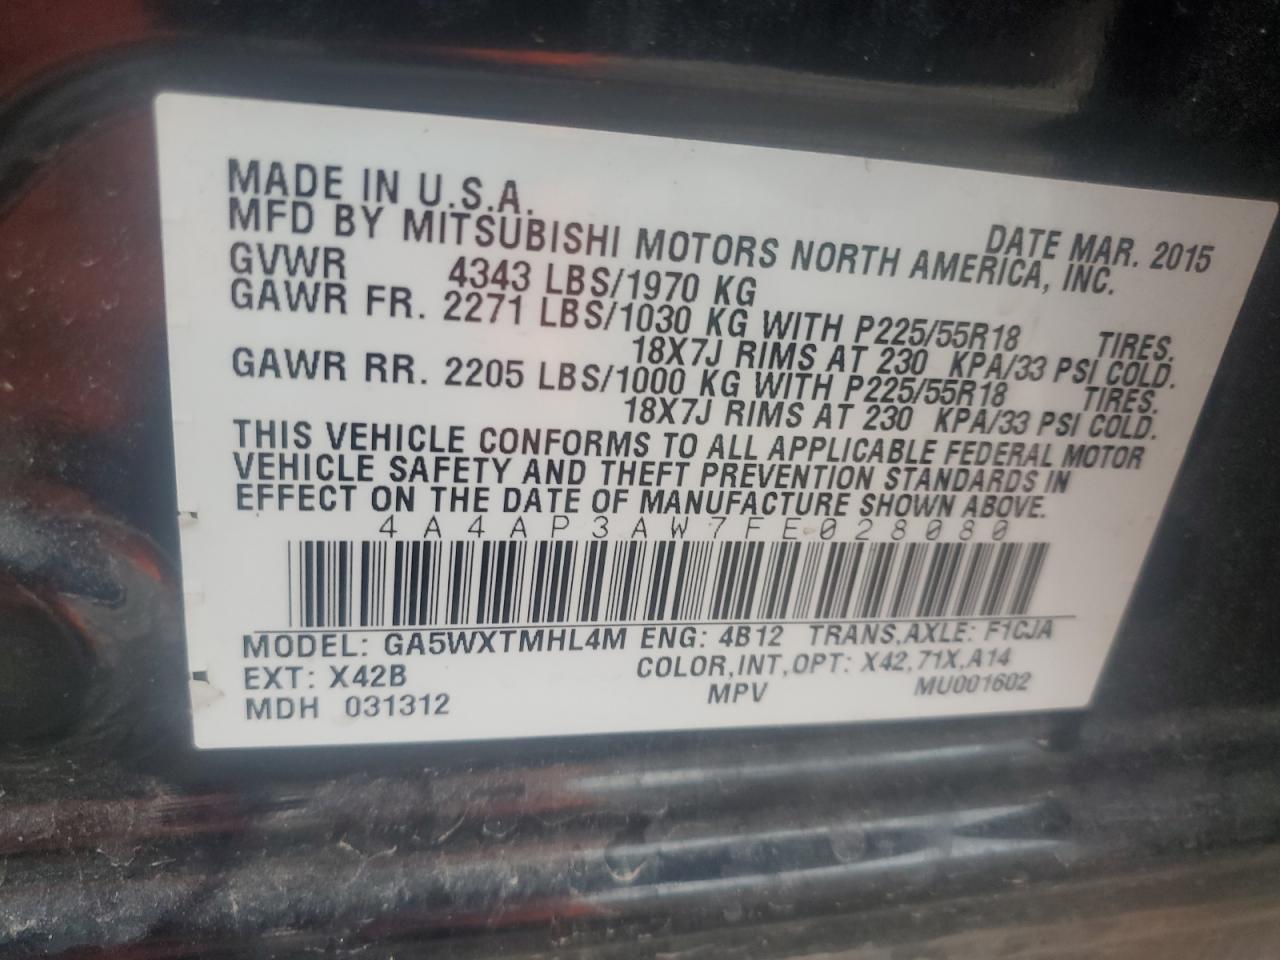 MADE IN U.S.A. DATE MAR. 2015
MFD BY MITSUBISHI MOTORS NORTH AMERICA, INC.
GVWR 4343 LBS/1970 KG
GAWR FR. 2271 LBS/1030 KG WITH P225/55R18 TIRES.
18X7J RIMS AT 230 KPA/33 PSI COLD.
GAWR RR. 2205 LBS/1000 KG WITH P225/55R18 TIRES.
18X7J RIMS AT 230 KPA/33 PSI COLD.
THIS VEHICLE CONFORMS TO ALL APPLICABLE FEDERAL MOTOR
VEHICLE SAFETY AND THEFT PREVENTION STANDARDS IN
EFFECT ON THE DATE OF MANUFACTURE SHOWN ABOVE.
4A4AP3AW7FE028080
MODEL: GA5WXTMHL4M ENG: 4B12 TRANS,AXLE: F1CJA
EXT: X42B COLOR,INT,OPT: X42,71X,A14
MDH 031312 MPV MU001602